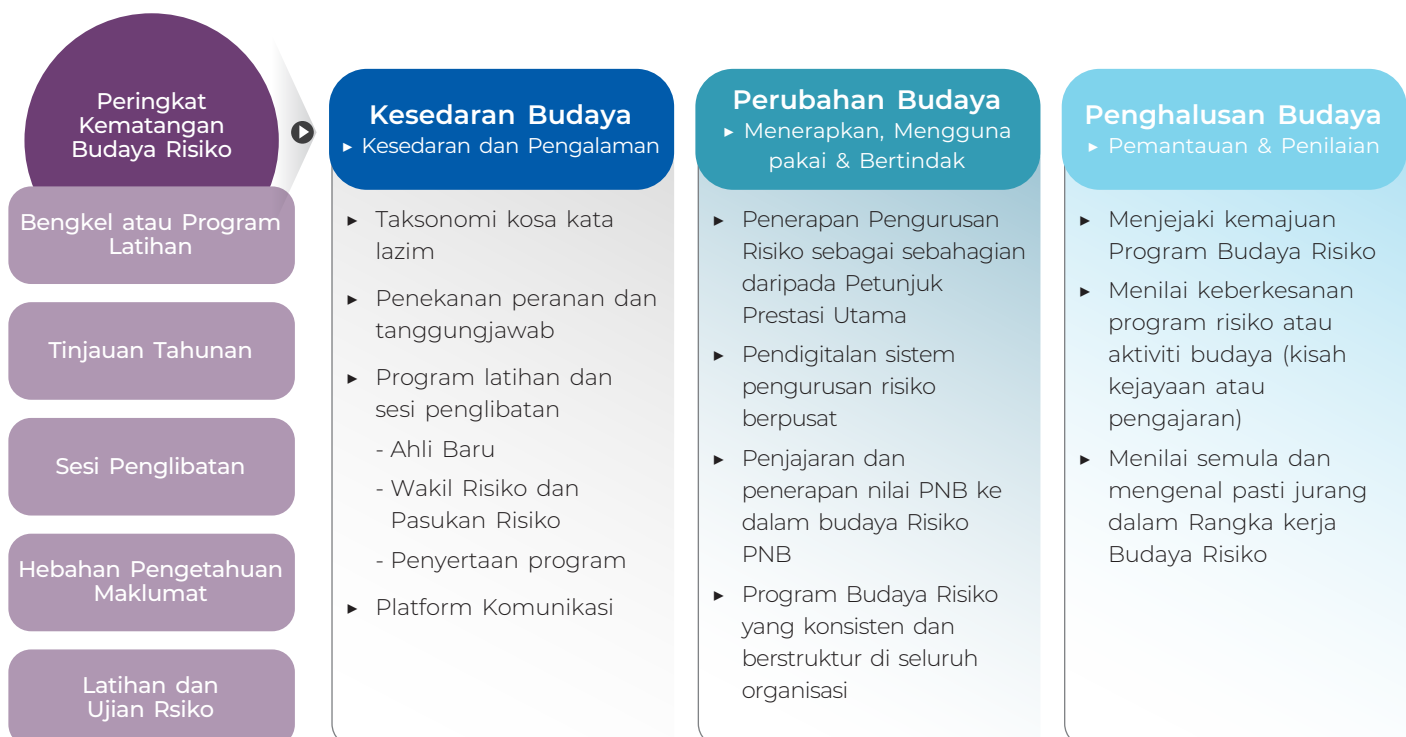 Peringkat
Kematangan
Budaya Risiko
Bengkel atau Program
Latihan
Tinjauan Tahunan
Sesi Penglibatan
Hebahan Pengetahuan
Maklumat
Latihan dan
Ujian Rsiko
Kesedaran Budaya
▸ Kesedaran dan Pengalaman
▸ Taksonomi kosa kata
lazim
▸ Penekanan peranan dan
tanggungjawab
▸ Program latihan dan
sesi penglibatan
- Ahli Baru
- Wakil Risiko dan
Pasukan Risiko
- Penyertaan program
▸ Platform Komunikasi
Perubahan Budaya
▸ Menerapkan, Mengguna
pakai & Bertindak
▸ Penerapan Pengurusan
Risiko sebagai sebahagian
daripada Petunjuk
Prestasi Utama
▸ Pendigitalan sistem
pengurusan risiko
berpusat
▸ Penjajaran dan
penerapan nilai PNB ke
dalam budaya Risiko
PNB
▸ Program Budaya Risiko
yang konsisten dan
berstruktur di seluruh
organisasi
Penghalusan Budaya
▸ Pemantauan & Penilaian
▸ Menjejaki kemajuan
Program Budaya Risiko
▸ Menilai keberkesanan
program risiko atau
aktiviti budaya (kisah
kejayaan atau
pengajaran)
▸ Menilai semula dan
mengenal pasti jurang
dalam Rangka kerja
Budaya Risiko